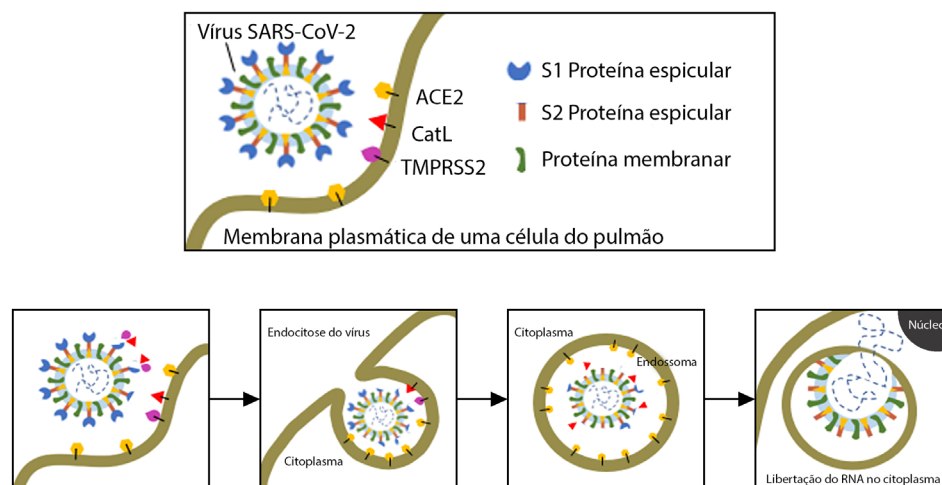 Vírus SARS-CoV-2
S1 Proteína espicular
ACE2
S2 Proteína espicular
CatL
Proteína membranar
TMPRSS2
Membrana plasmática de uma célula do pulmão
Endocitose do vírus
Citoplasma
Citoplasma
Endossoma
Núcleo
Libertação do RNA no citoplasma